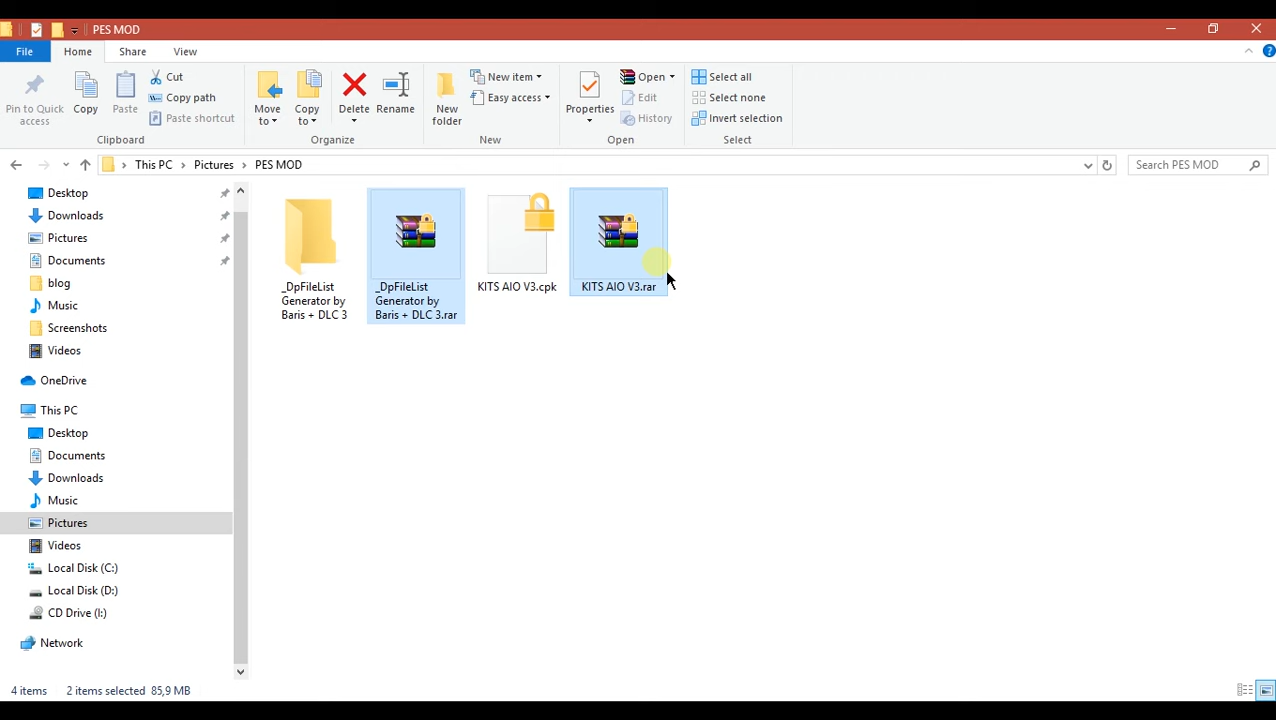 PES MOD
File
Home
Share
View
Pin to Quick
access
Copy
Paste
Cut
Copy path
Paste shortcut
Clipboard
Move
to
Copy
to
Delete
Rename
Organize
New
folder
New item
Easy access
New
Properties
Open
Edit
History
Open
Select all
Select none
Invert selection
Select
This PC
Pictures
PES MOD
Search PES MOD
Desktop
Downloads
Pictures
Documents
blog
Music
Screenshots
Videos
OneDrive
This PC
Desktop
Documents
Downloads
Music
Pictures
Videos
Local Disk (C:)
Local Disk (D:)
CD Drive (I:)
Network
_DpFileList
Generator by
Baris + DLC 3
_DpFileList
Generator by
Baris + DLC 3.rar
KITS AIO V3.cpk
KITS AIO V3.rar
4 items
2 items selected 85,9 MB